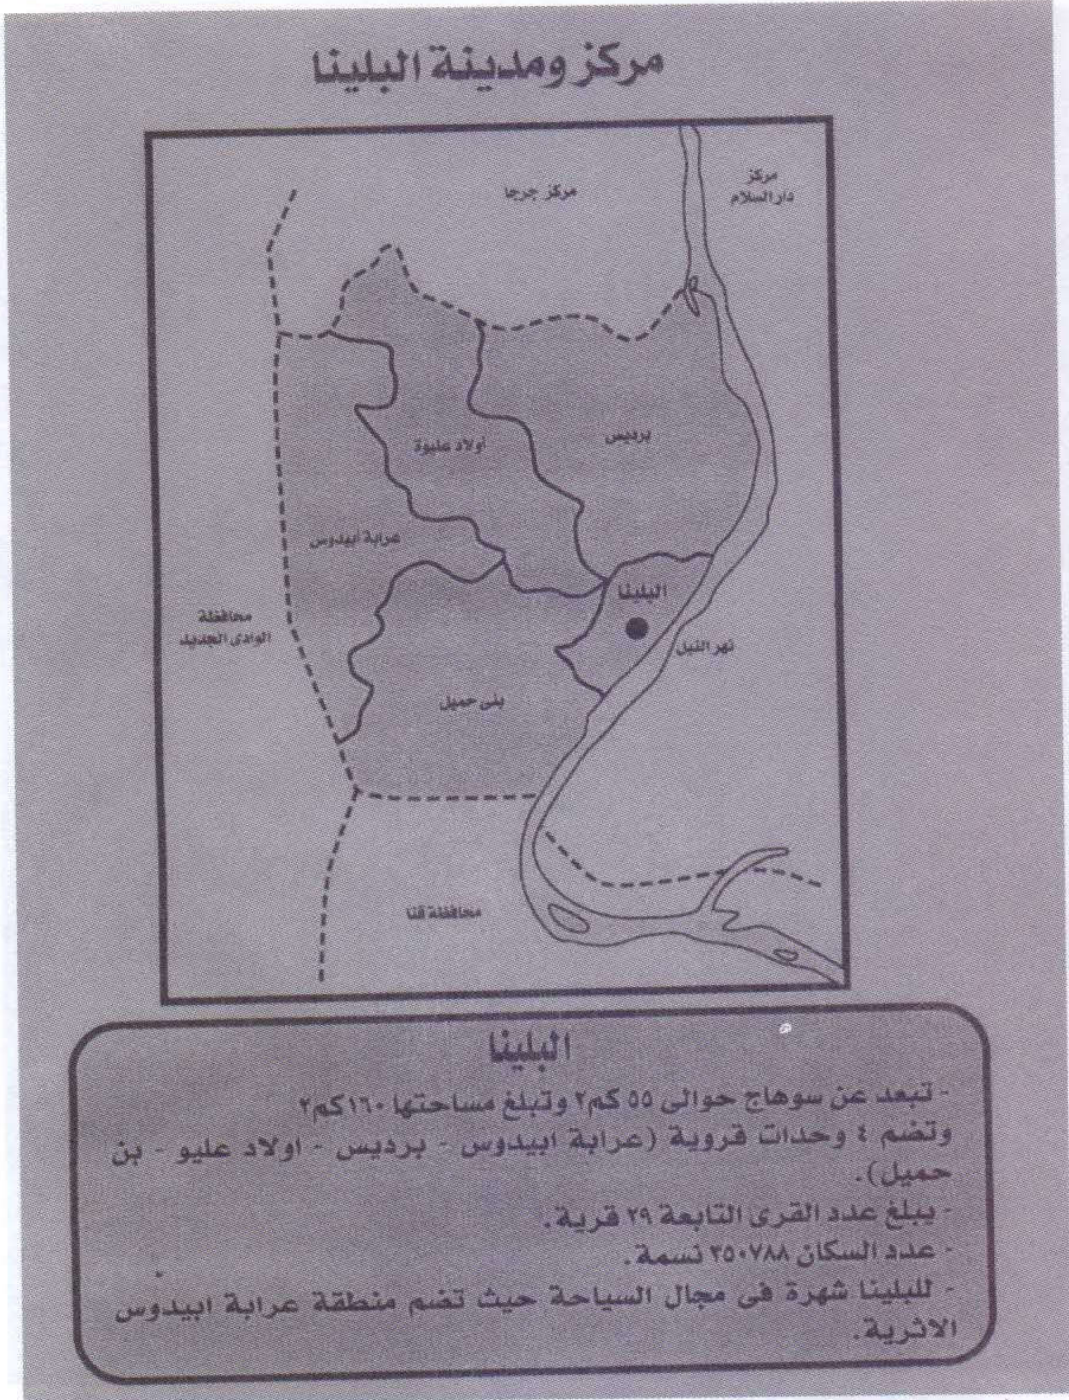 مركز ومدينة البلينا
مركز
دار السلام
مركز جرجا
برديس
أولاد عليوة
عرابة أبيدوس
البلينا
محافظة
الوادى الجديد
نهر النيل
بنى حميل
محافظة قنا
البلينا
- تبعد عن سوهاج حوالى ٥٥ كم٢ وتبلغ مساحتها ١٦٠كم٢
وتضم ٤ وحدات قروية (عرابة ابيدوس - برديس - اولاد عليو - بن
حميل).
- يبلغ عدد القرى التابعة ٢٩ قرية.
- عدد السكان ٣٥٠٧٨٨ نسمة.
- للبلينا شهرة فى مجال السياحة حيث تضم منطقة عرابة ابيدوس
الاثرية.